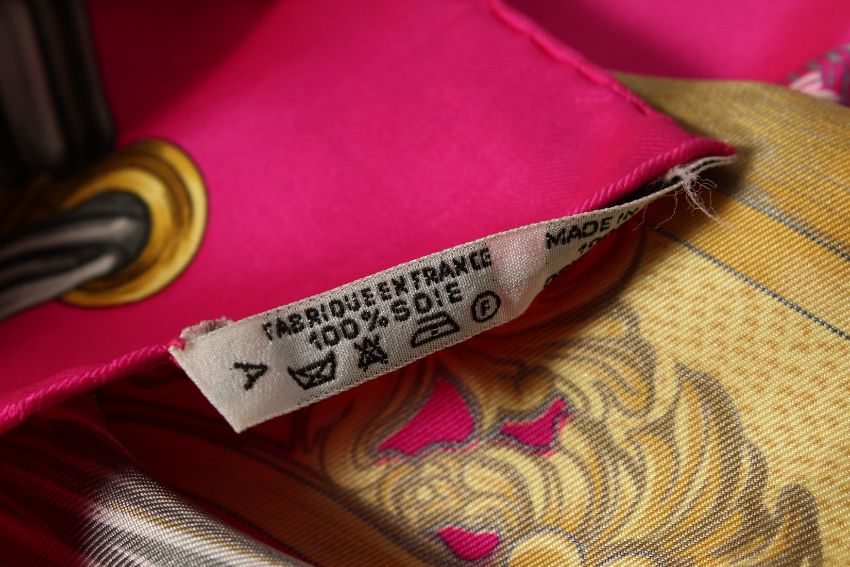 FABRIQUE EN FRANCE
100% SOIE
A
F
MADE IN